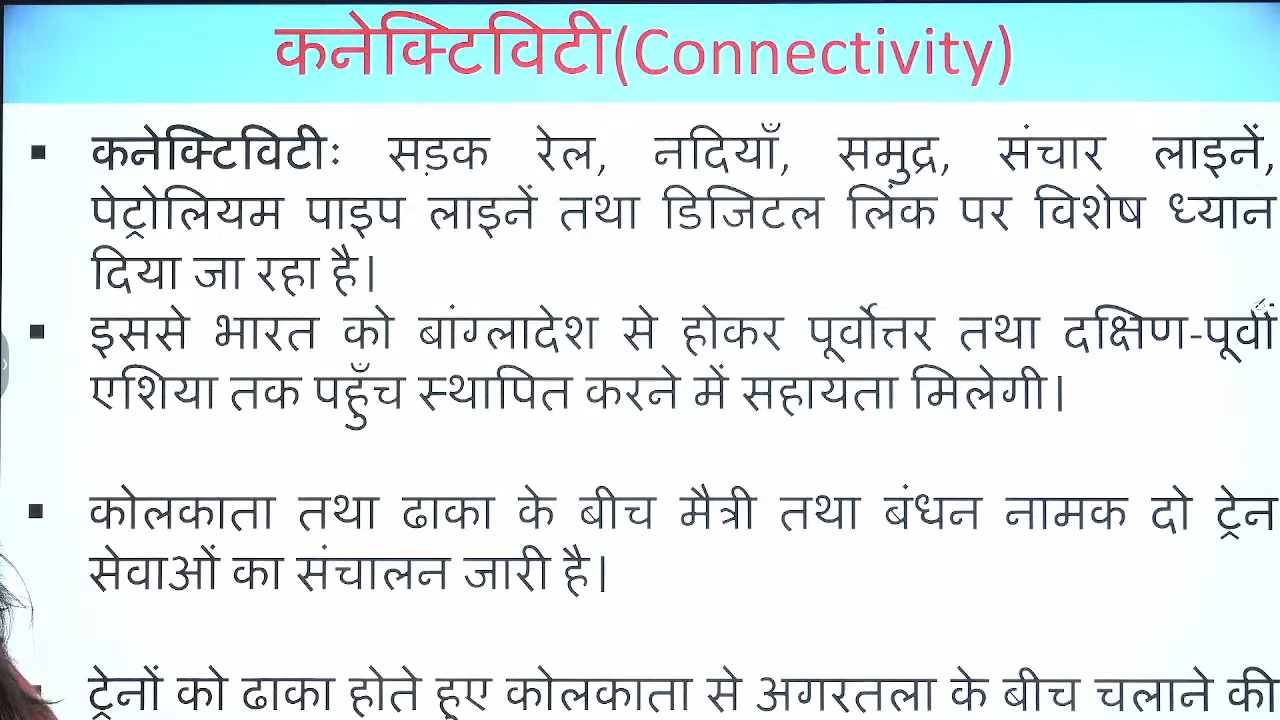 कनेक्टिविटी(Connectivity)
▪ कनेक्टिविटीः सड़क रेल, नदियाँ, समुद्र, संचार लाइनें,
पेट्रोलियम पाइप लाइनें तथा डिजिटल लिंक पर विशेष ध्यान
दिया जा रहा है।
▪ इससे भारत को बांग्लादेश से होकर पूर्वोत्तर तथा दक्षिण-पूर्वी
एशिया तक पहुँच स्थापित करने में सहायता मिलेगी।
▪ कोलकाता तथा ढाका के बीच मैत्री तथा बंधन नामक दो ट्रेन
सेवाओं का संचालन जारी है।
▪ ट्रेनों को ढाका होते हुए कोलकाता से अगरतला के बीच चलाने की